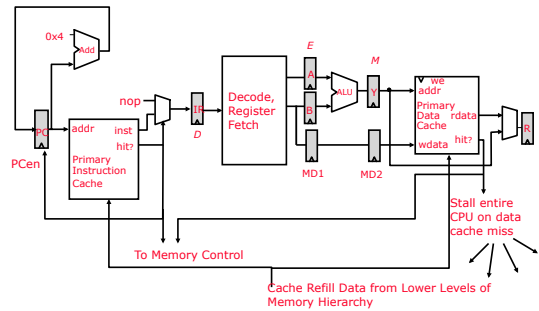 0x4
Add
E
M
nop
PC
addr
inst
hit?
Primary
Instruction
Cache
PCen
IR
D
Decode,
Register
Fetch
A
B
ALU
Y
MD1
MD2
we
addr
Primary
Data
rdata
Cache
hit?
wdata
R
Stall entire
CPU on data
cache miss
To Memory Control
Cache Refill Data from Lower Levels of
Memory Hierarchy